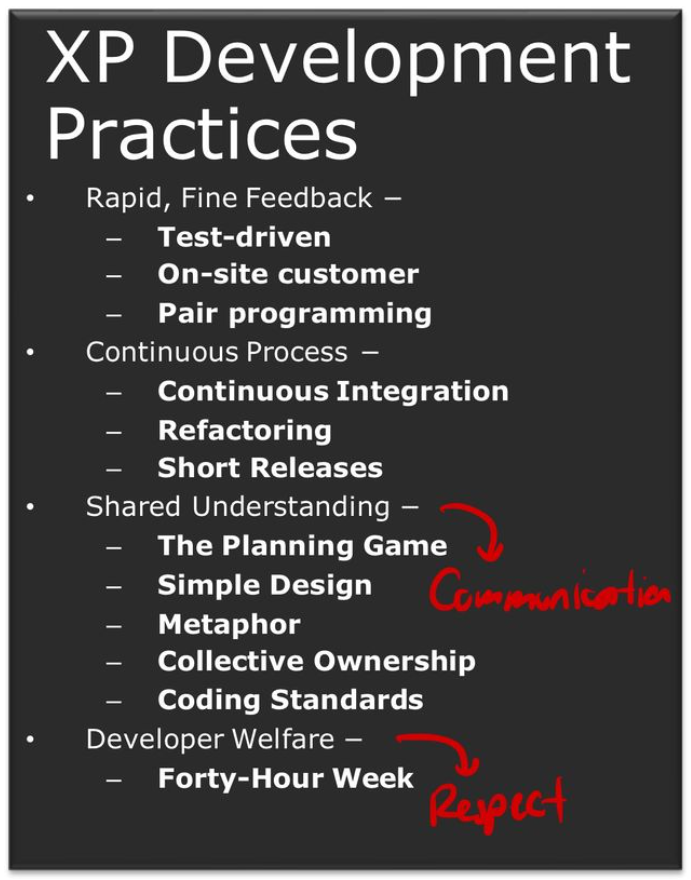 XP Development
Practices
• Rapid, Fine Feedback –
– Test-driven
– On-site customer
– Pair programming
• Continuous Process –
– Continuous Integration
– Refactoring
– Short Releases
• Shared Understanding –
– The Planning Game
– Simple Design
Communication
– Metaphor
– Collective Ownership
– Coding Standards
• Developer Welfare –
– Forty-Hour Week
Respect